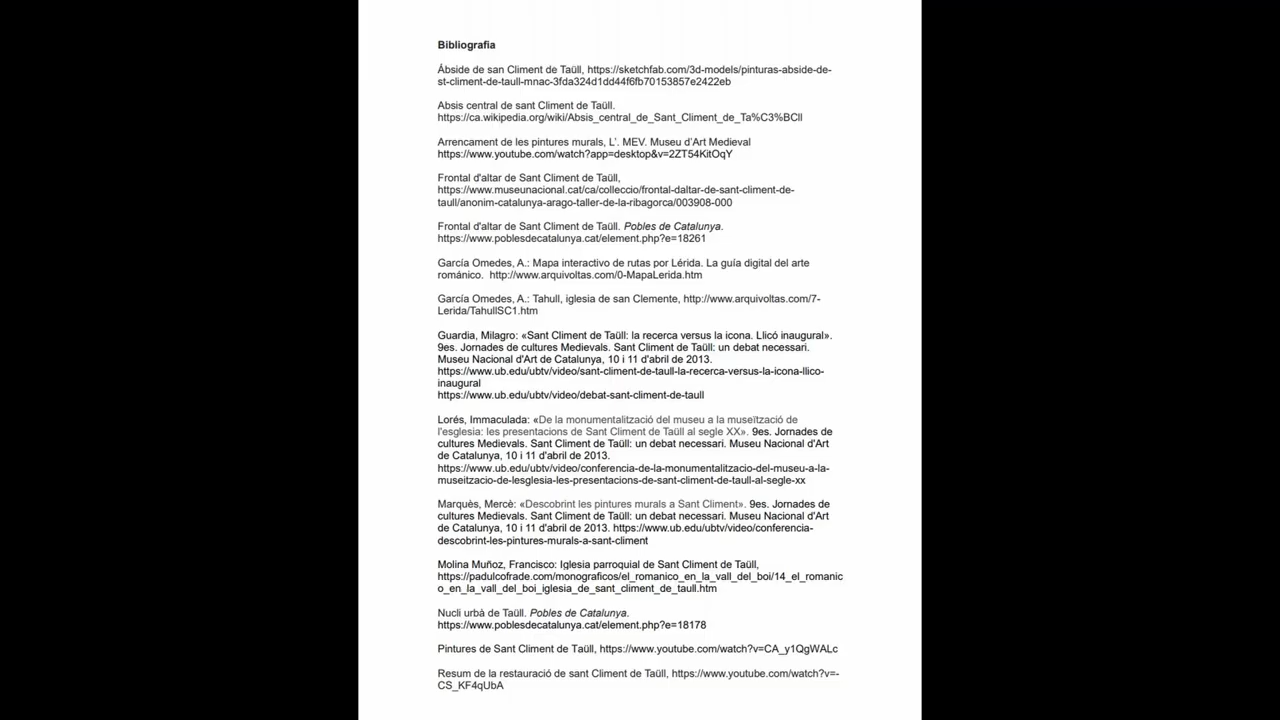 Bibliografia
Ábside de san Climent de Taüll, https://sketchfab.com/3d-models/pinturas-abside-de-
st-climent-de-taull-mnac-3fda324d1dd44f6fb70153857e2422eb
Absis central de sant Climent de Taüll.
https://ca.wikipedia.org/wiki/Absis_central_de_Sant_Climent_de_Ta%C3%BCll
Arrencament de les pintures murals, L'. MEV. Museu d'Art Medieval
https://www.youtube.com/watch?app=desktop&v=2ZT54KitOqY
Frontal d'altar de Sant Climent de Taüll,
https://www.museunacional.cat/ca/colleccio/frontal-daltar-de-sant-climent-de-
taull/anonim-catalunya-arago-taller-de-la-ribagorca/003908-000
Frontal d'altar de Sant Climent de Taüll. Pobles de Catalunya.
https://www.poblesdecatalunya.cat/element.php?e=18261
García Omedes, A.: Mapa interactivo de rutas por Lérida. La guía digital del arte
románico.  http://www.arquivoltas.com/0-MapaLerida.htm
García Omedes, A.: Tahull, iglesia de san Clemente, http://www.arquivoltas.com/7-
Lerida/TahullSC1.htm
Guardia, Milagro: «Sant Climent de Taüll: la recerca versus la icona. Llicó inaugural».
9es. Jornades de cultures Medievals. Sant Climent de Taüll: un debat necessari.
Museu Nacional d'Art de Catalunya, 10 i 11 d'abril de 2013.
https://www.ub.edu/ubtv/video/sant-climent-de-taull-la-recerca-versus-la-icona-llico-
inaugural
https://www.ub.edu/ubtv/video/debat-sant-climent-de-taull
Lorés, Immaculada: «De la monumentalització del museu a la museïtzació de
l'esglesia: les presentacions de Sant Climent de Taüll al segle XX». 9es. Jornades de
cultures Medievals. Sant Climent de Taüll: un debat necessari. Museu Nacional d'Art
de Catalunya, 10 i 11 d'abril de 2013.
https://www.ub.edu/ubtv/video/conferencia-de-la-monumentalitzacio-del-museu-a-la-
museitzacio-de-lesglesia-les-presentacions-de-sant-climent-de-taull-al-segle-xx
Marquès, Mercè: «Descobrint les pintures murals a Sant Climent». 9es. Jornades de
cultures Medievals. Sant Climent de Taüll: un debat necessari. Museu Nacional d'Art
de Catalunya, 10 i 11 d'abril de 2013. https://www.ub.edu/ubtv/video/conferencia-
descobrint-les-pintures-murals-a-sant-climent
Molina Muñoz, Francisco: Iglesia parroquial de Sant Climent de Taüll,
https://padulcofrade.com/monograficos/el_romanico_en_la_vall_del_boi/14_el_romanic
o_en_la_vall_del_boi_iglesia_de_sant_climent_de_taull.htm
Nucli urbà de Taüll. Pobles de Catalunya.
https://www.poblesdecatalunya.cat/element.php?e=18178
Pintures de Sant Climent de Taüll, https://www.youtube.com/watch?v=CA_y1QgWALc
Resum de la restauració de sant Climent de Taüll, https://www.youtube.com/watch?v=-
CS_KF4qUbA